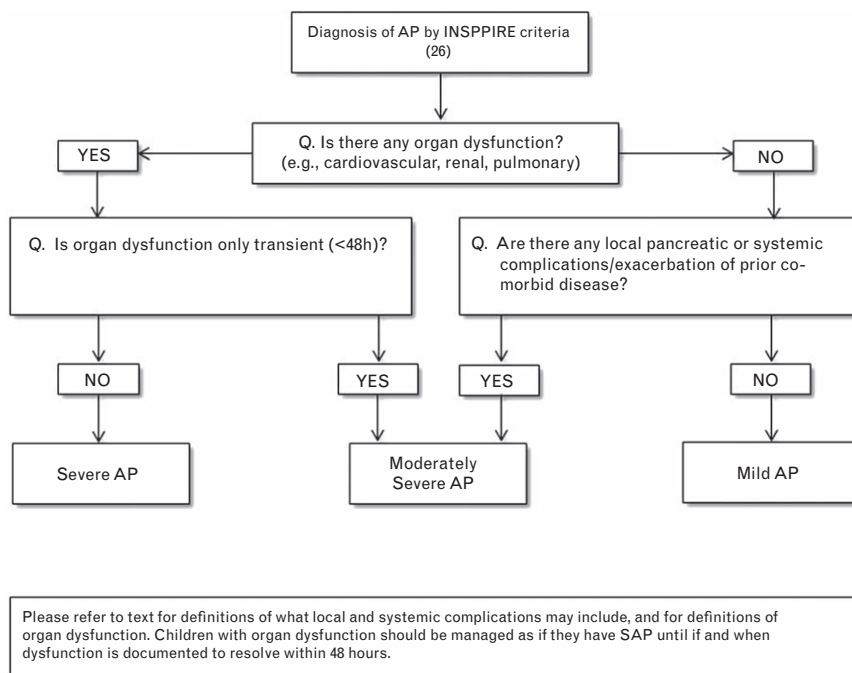 Diagnosis of AP by INSPPIRE criteria
(26)
Q. Is there any organ dysfunction?
(e.g., cardiovascular, renal, pulmonary)
YES
NO
Q. Is organ dysfunction only transient (<48h)?
Q. Are there any local pancreatic or systemic
complications/exacerbation of prior co-
morbid disease?
NO
YES
YES
NO
Severe AP
Moderately
Severe AP
Mild AP
Please refer to text for definitions of what local and systemic complications may include, and for definitions of
organ dysfunction. Children with organ dysfunction should be managed as if they have SAP until if and when
dysfunction is documented to resolve within 48 hours.